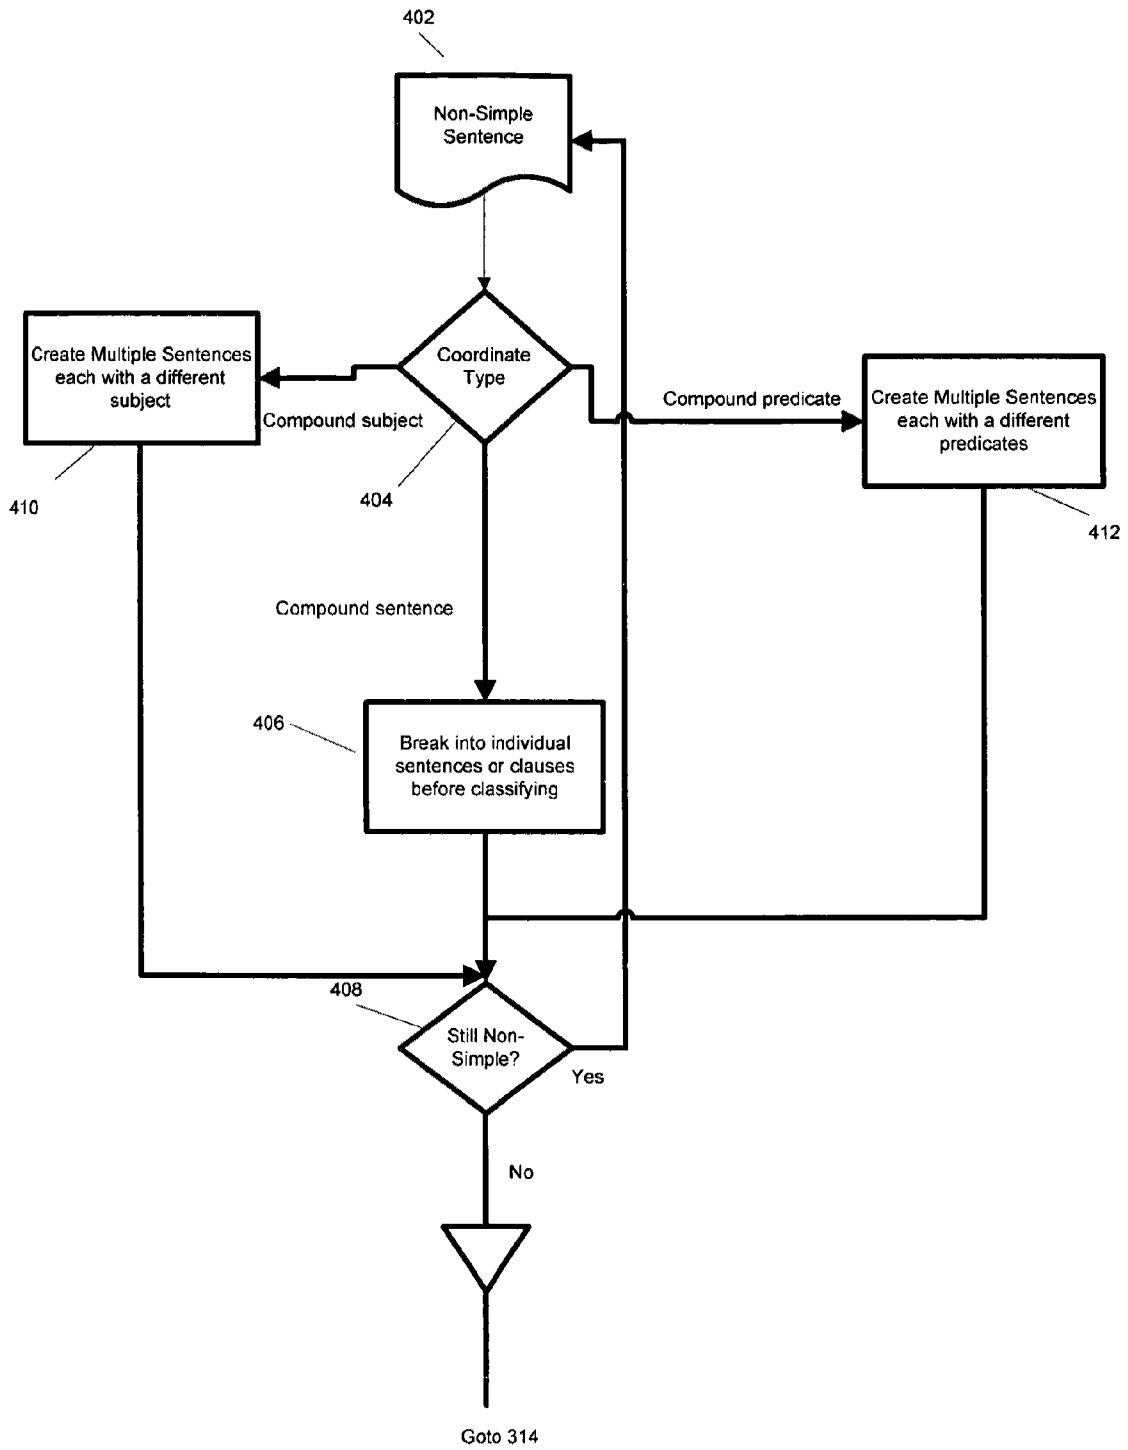 402
Non-Simple
Sentence
Coordinate
Type
Create Multiple Sentences
each with a different
subject
Compound subject
Compound predicate
Create Multiple Sentences
each with a different
predicates
410
404
412
Compound sentence
406
Break into individual
sentences or clauses
before classifying
408
Still Non-
Simple?
Yes
No
Goto 314